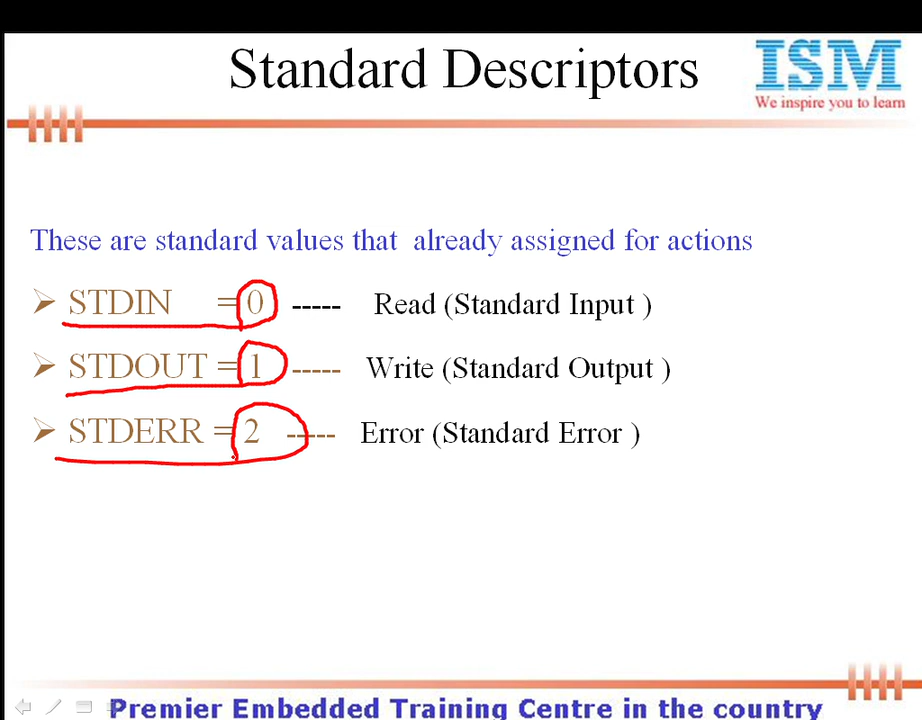 Standard Descriptors
ISM
We inspire you to learn
These are standard values that already assigned for actions
➢ STDIN = 0 ----- Read (Standard Input )
➢ STDOUT = 1 ----- Write (Standard Output )
➢ STDERR = 2 ----- Error (Standard Error )
Premier Embedded Training Centre in the country